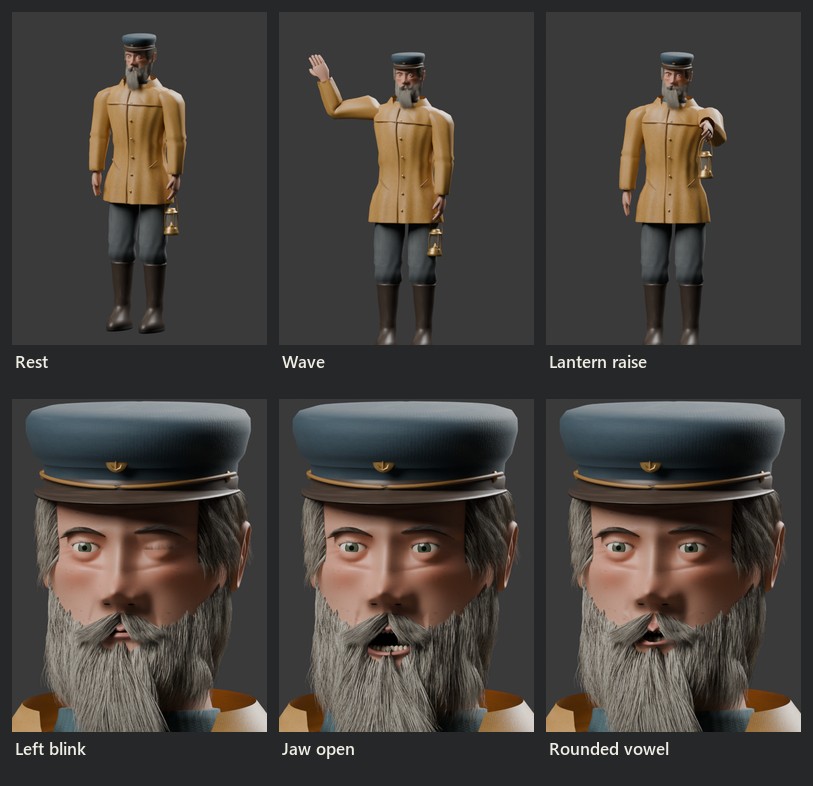 Rest
Wave
Lantern raise
Left blink
Jaw open
Rounded vowel